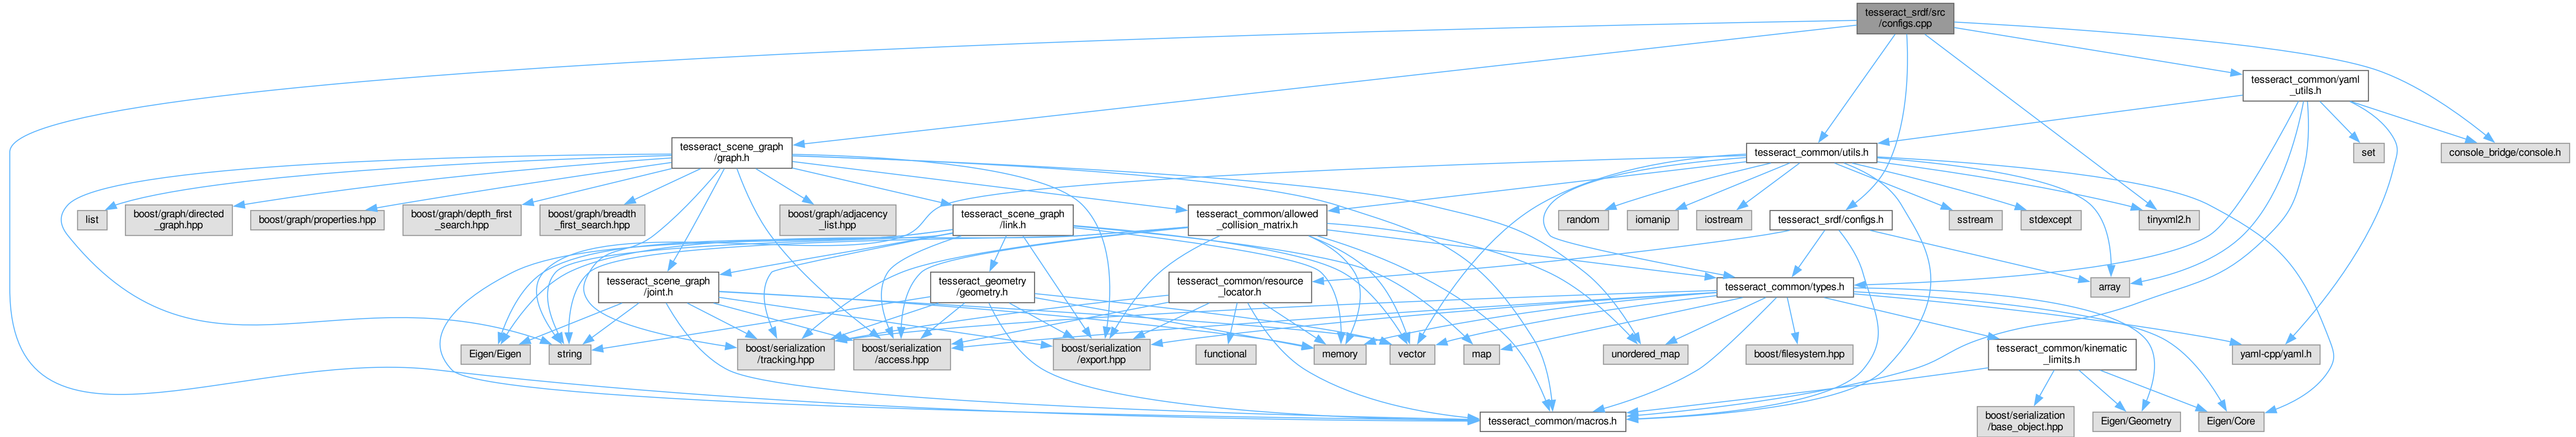 tesseract_srdf/src
/configs.cpp
tesseract_common/yaml
_utils.h
tesseract_scene_graph
/graph.h
tesseract_common/utils.h
set
console_bridge/console.h
list
boost/graph/directed
_graph.hpp
boost/graph/properties.hpp
boost/graph/depth_first
_search.hpp
boost/graph/breadth
_first_search.hpp
boost/graph/adjacency
_list.hpp
tesseract_scene_graph
/link.h
tesseract_common/allowed
_collision_matrix.h
random
iomanip
iostream
tesseract_srdf/configs.h
sstream
stdexcept
tinyxml2.h
tesseract_scene_graph
/joint.h
tesseract_geometry
/geometry.h
tesseract_common/resource
_locator.h
tesseract_common/types.h
array
Eigen/Eigen
string
boost/serialization
/tracking.hpp
boost/serialization
/access.hpp
boost/serialization
/export.hpp
functional
memory
vector
map
unordered_map
boost/filesystem.hpp
tesseract_common/kinematic
_limits.h
yaml-cpp/yaml.h
tesseract_common/macros.h
boost/serialization
/base_object.hpp
Eigen/Geometry
Eigen/Core